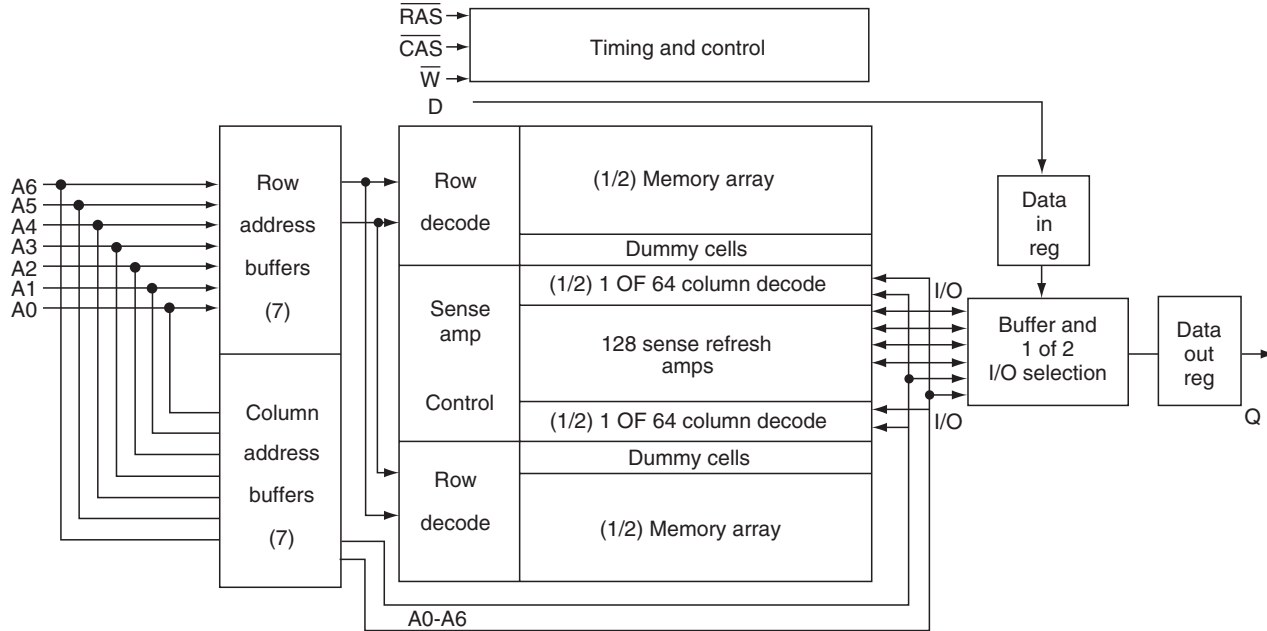 R̅A̅S̅
C̅A̅S̅
W̅
Timing and control
D
A6
A5
A4
A3
A2
A1
A0
Row
address
buffers
(7)
Column
address
buffers
(7)
Row
decode
(1/2) Memory array
Dummy cells
Sense
amp
Control
(1/2) 1 OF 64 column decode
128 sense refresh
amps
(1/2) 1 OF 64 column decode
Row
decode
Dummy cells
(1/2) Memory array
A0-A6
I/O
I/O
Data
in
reg
Buffer and
1 of 2
I/O selection
Data
out
reg
Q